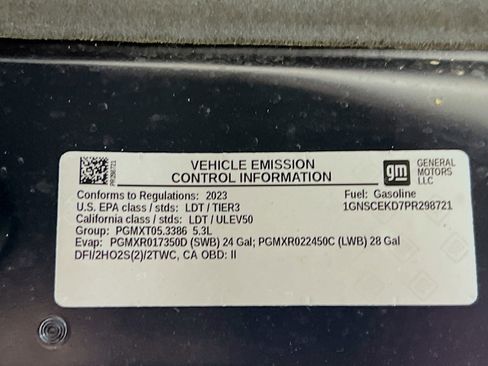 VEHICLE EMISSION
CONTROL INFORMATION
gm
GENERAL
MOTORS
LLC
PR298721
Conforms to Regulations: 2023
Fuel: Gasoline
U.S. EPA class / stds: LDT / TIER3
1GNSCEKD7PR298721
California class / stds: LDT / ULEV50
Group: PGMXT05.3386 5.3L
Evap: PGMXR017350D (SWB) 24 Gal; PGMXR022450C (LWB) 28 Gal
DFI/2HO2S(2)/2TWC, CA OBD: II